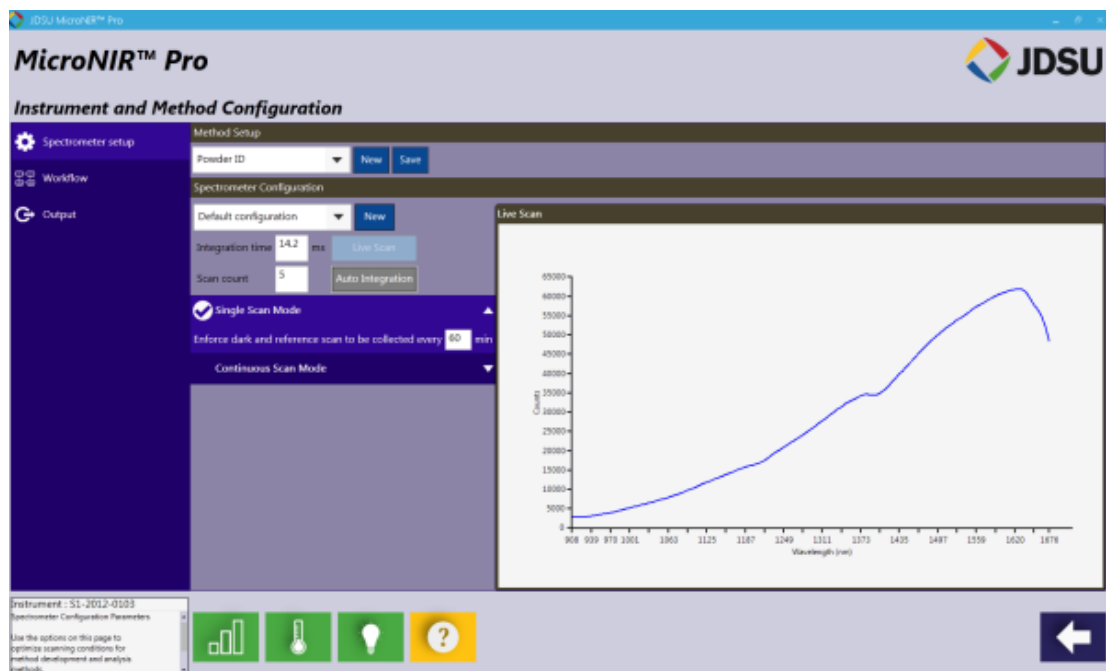 JDSU MicroNIR™ Pro
MicroNIR™ Pro
JDSU
Instrument and Method Configuration
Spectrometer setup
Workflow
Output
Method Setup
Powder ID
New
Save
Spectrometer Configuration
Default configuration
New
Integration time 14.2 ms
Live Scan
Scan count 5
Auto Integration
Single Scan Mode
Enforce dark and reference scan to be collected every 60 min
Continuous Scan Mode
Live Scan
65000
60000
55000
50000
45000
40000
35000
30000
25000
20000
15000
10000
5000
0
Counts
908 939 970 1001 1063 1125 1187 1249 1311 1373 1435 1497 1559 1620 1676
Wavelength (nm)
Instrument : S1-2012-0103
Spectrometer Configuration Parameters
Use the options on this page to
optimize scanning conditions for
method development and analysis
methods.
?